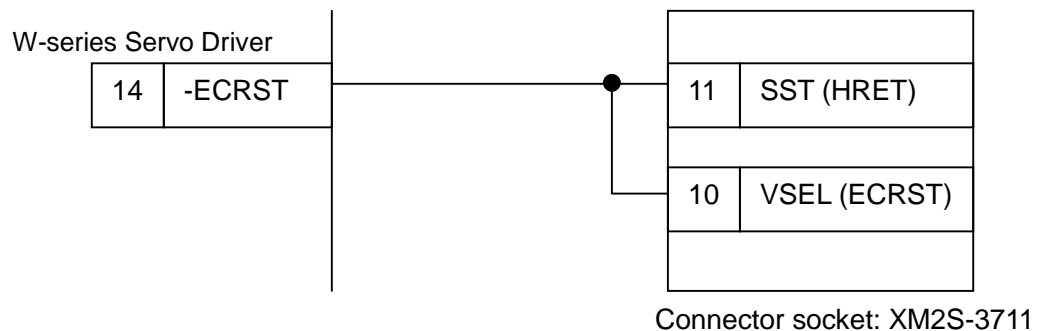 W-series Servo Driver
14 -ECRST
11 SST (HRET)
10 VSEL (ECRST)
Connector socket: XM2S-3711